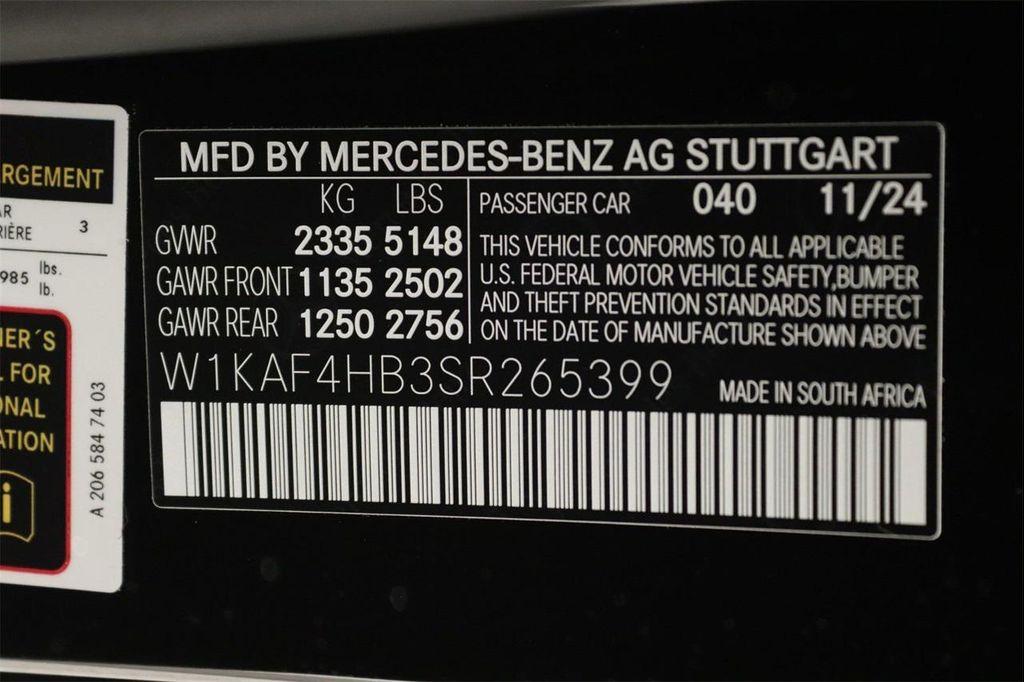 RGEMENT
AR
RIÈRE 3
985 lbs.
lb.
NER´S
L FOR
ONAL
ATION
i
A 206 584 74 03
MFD BY MERCEDES-BENZ AG STUTTGART
KG LBS
GVWR 2335 5148
GAWR FRONT 1135 2502
GAWR REAR 1250 2756
PASSENGER CAR 040 11/24
THIS VEHICLE CONFORMS TO ALL APPLICABLE
U.S. FEDERAL MOTOR VEHICLE SAFETY,BUMPER
AND THEFT PREVENTION STANDARDS IN EFFECT
ON THE DATE OF MANUFACTURE SHOWN ABOVE
W1KAF4HB3SR265399
MADE IN SOUTH AFRICA